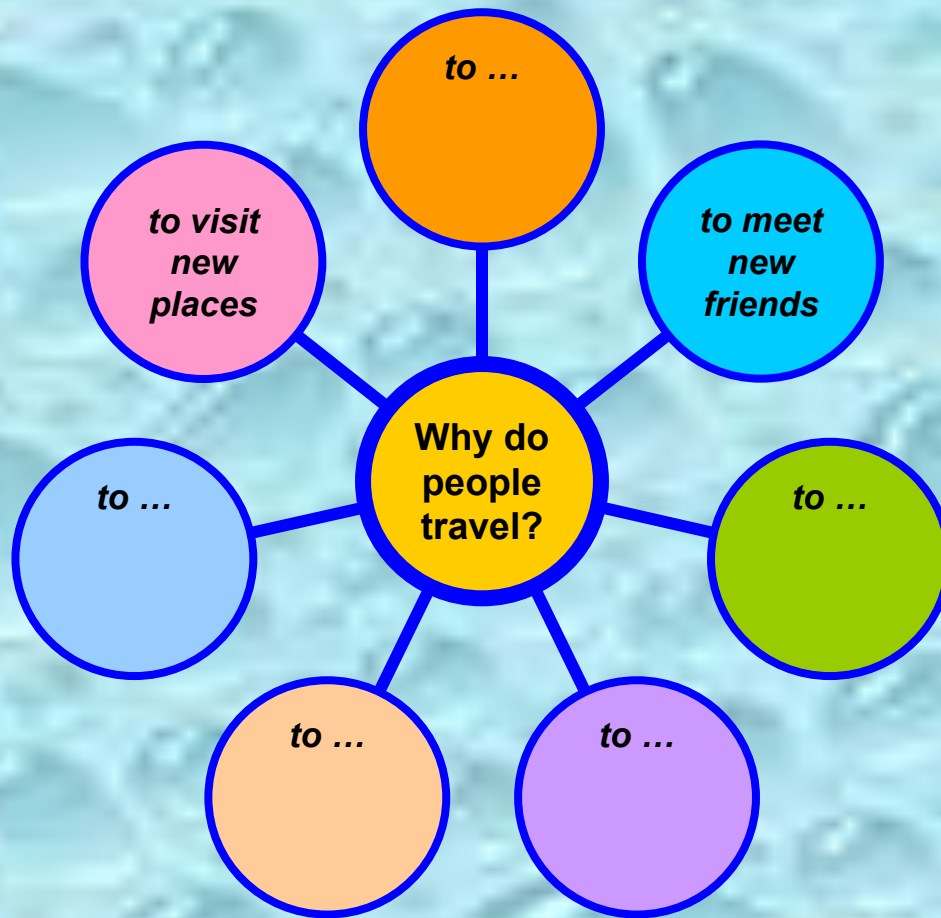 to …
to visit
new
places
to meet
new
friends
Why do
people
travel?
to …
to …
to …
to …